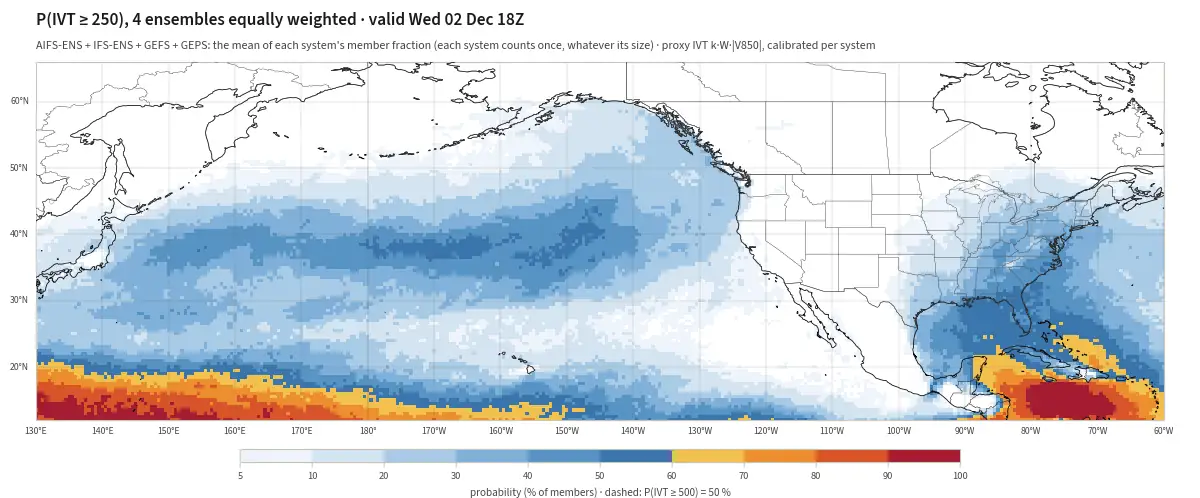 P(IVT ≥ 250), 4 ensembles equally weighted · valid Wed 02 Dec 18Z
AIFS-ENS + IFS-ENS + GEFS + GEPS: the mean of each system's member fraction (each system counts once, whatever its size) · proxy IVT k·W·|V850|, calibrated per system
60°N
50°N
40°N
30°N
20°N
130°E 140°E 150°E 160°E 170°E 180° 170°W 160°W 150°W 140°W 130°W 120°W 110°W 100°W 90°W 80°W 70°W 60°W
5 10 20 30 40 50 60 70 80 90 100
probability (% of members) · dashed: P(IVT ≥ 500) = 50 %